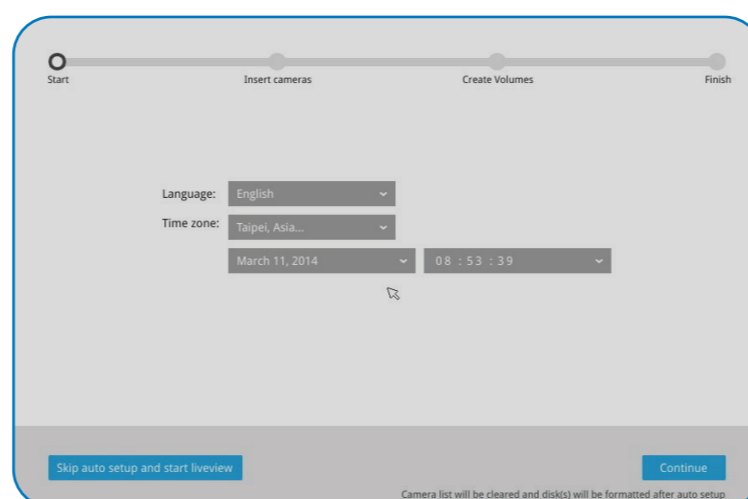 Start Insert cameras Create Volumes Finish
Language: English
Time zone: Taipei, Asia...
March 11, 2014 08 : 53 : 39
Skip auto setup and start liveview Continue
Camera list will be cleared and disk(s) will be formatted after auto setup